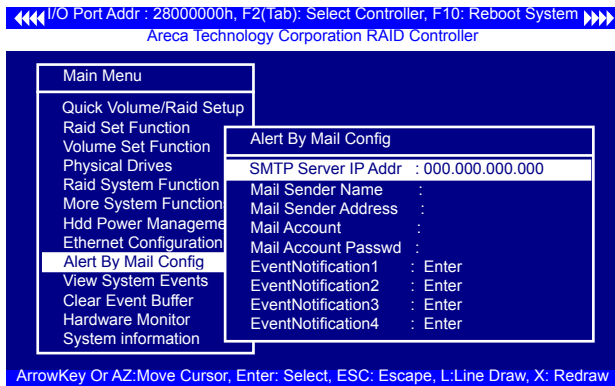 I/O Port Addr : 28000000h, F2(Tab): Select Controller, F10: Reboot System
Areca Technology Corporation RAID Controller
Main Menu
Quick Volume/Raid Setup
Raid Set Function
Volume Set Function
Physical Drives
Raid System Function
More System Function
Hdd Power Manageme
Ethernet Configuration
Alert By Mail Config
View System Events
Clear Event Buffer
Hardware Monitor
System information
Alert By Mail Config
SMTP Server IP Addr : 000.000.000.000
Mail Sender Name :
Mail Sender Address :
Mail Account :
Mail Account Passwd :
EventNotification1 : Enter
EventNotification2 : Enter
EventNotification3 : Enter
EventNotification4 : Enter
ArrowKey Or AZ:Move Cursor, Enter: Select, ESC: Escape, L:Line Draw, X: Redraw